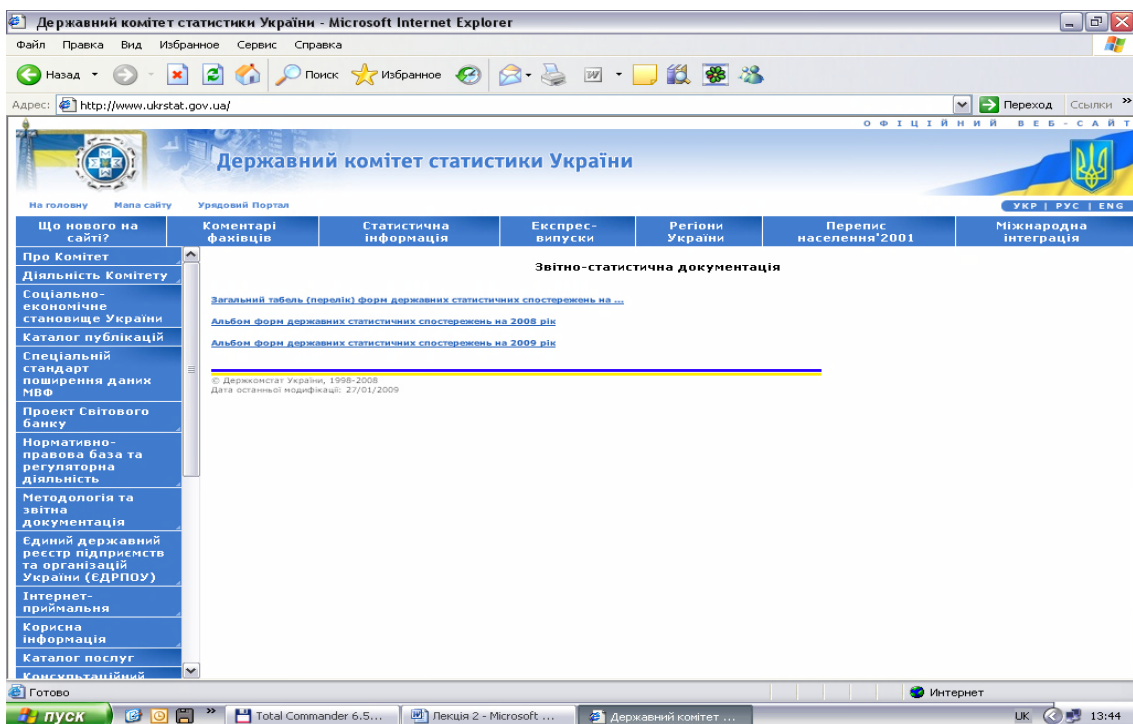 Державний комітет статистики України - Microsoft Internet Explorer
Файл Правка Вид Избранное Сервис Справка
Назад Поиск Избранное
Адрес: http://www.ukrstat.gov.ua/ Переход Ссылки »
ОФІЦІЙНИЙ ВЕБ-САЙТ
Державний комітет статистики України
На головну Мапа сайту Урядовий Портал УКР | РУС | ENG
Що нового на
сайті?
Коментарі
фахівців
Статистична
інформація
Експрес-
випуски
Регіони
України
Перепис
населення'2001
Міжнародна
інтеграція
Про Комітет
Діяльність Комітету
Соціально-
економічне
становище України
Каталог публікацій
Спеціальній
стандарт
поширення даних
МВФ
Проект Світового
банку
Нормативно-
правова база та
регуляторна
діяльність
Методологія та
звітна
документація
Єдиний державний
реєстр підприємств
та організацій
України (ЄДРПОУ)
Інтернет-
приймальня
Корисна
інформація
Каталог послуг
Консультаційний
Звітно-статистична документація
Загальний табель (перелік) форм державних статистичних спостережень на ...
Альбом форм державних статистичних спостережень на 2008 рік
Альбом форм державних статистичних спостережень на 2009 рік
© Держкомстат України, 1998-2008
Дата останньої модифікації: 27/01/2009
Готово Интернет
пуск » Total Commander 6.5... Лекція 2 - Microsoft ... Державний комітет ... UK 13:44